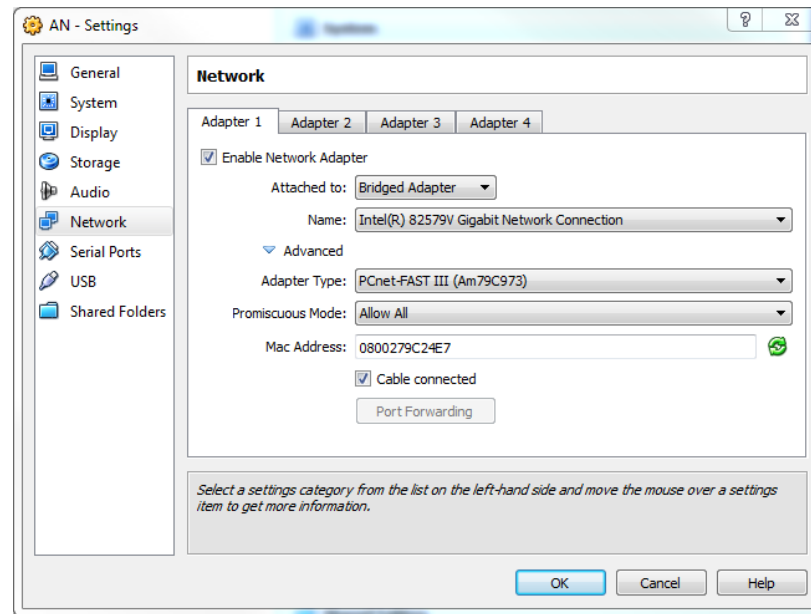 AN - Settings
General
System
Display
Storage
Audio
Network
Serial Ports
USB
Shared Folders
Network
Adapter 1 Adapter 2 Adapter 3 Adapter 4
Enable Network Adapter
Attached to: Bridged Adapter
Name: Intel(R) 82579V Gigabit Network Connection
Advanced
Adapter Type: PCnet-FAST III (Am79C973)
Promiscuous Mode: Allow All
Mac Address: 0800279C24E7
Cable connected
Port Forwarding
Select a settings category from the list on the left-hand side and move the mouse over a settings
item to get more information.
OK Cancel Help